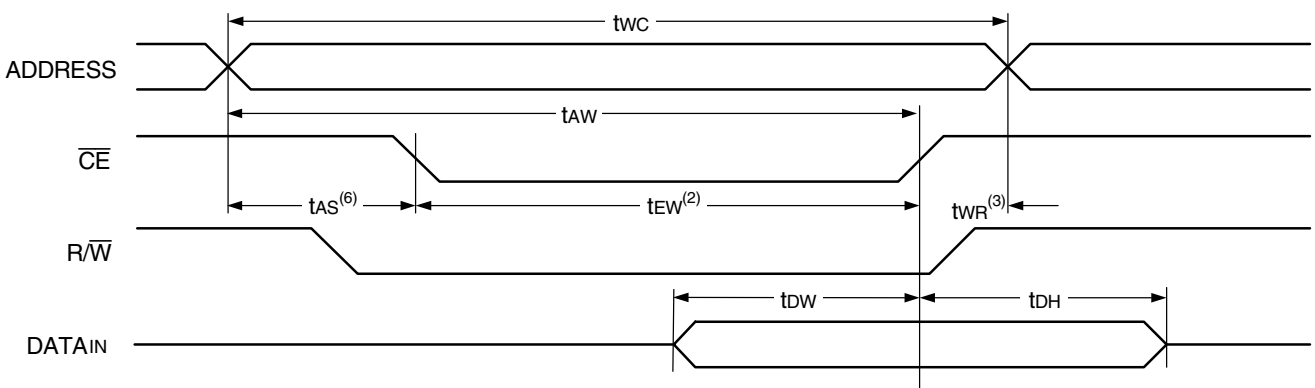 tWC
ADDRESS
tAW
CE
tAS(6)
tEW(2)
tWR(3)
R/W
tDW
tDH
DATAIN